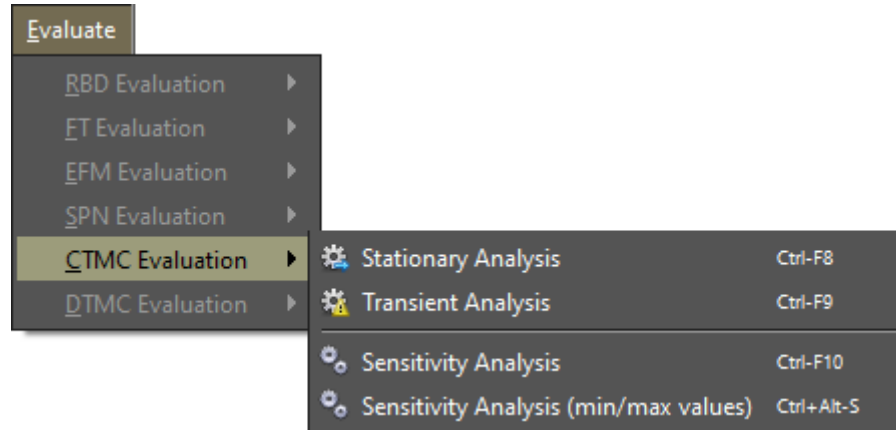 Evaluate
RBD Evaluation
FT Evaluation
EFM Evaluation
SPN Evaluation
CTMC Evaluation
Stationary Analysis Ctrl-F8
DTMC Evaluation
Transient Analysis Ctrl-F9
Sensitivity Analysis Ctrl-F10
Sensitivity Analysis (min/max values) Ctrl+Alt-S